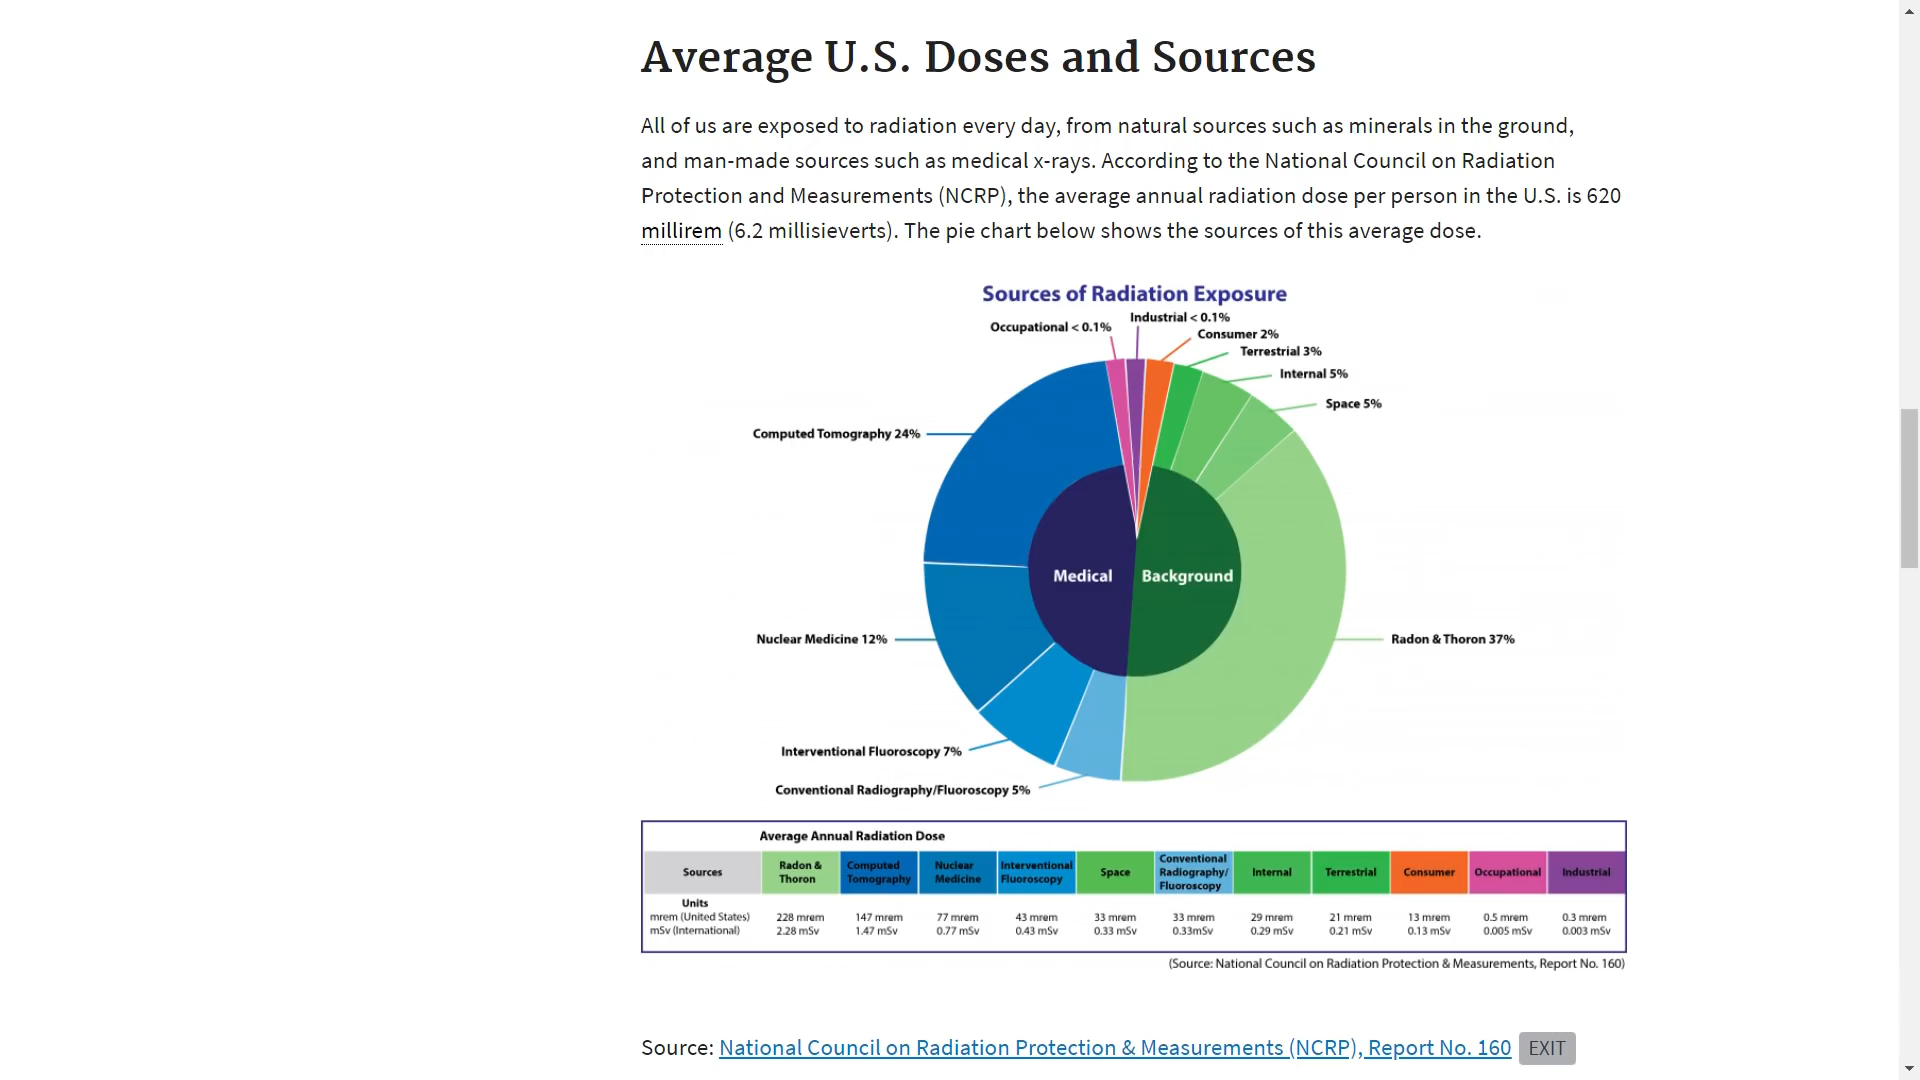 Average U.S. Doses and Sources
All of us are exposed to radiation every day, from natural sources such as minerals in the ground,
and man-made sources such as medical x-rays. According to the National Council on Radiation
Protection and Measurements (NCRP), the average annual radiation dose per person in the U.S. is 620
millirem (6.2 millisieverts). The pie chart below shows the sources of this average dose.
Sources of Radiation Exposure
Industrial < 0.1%
Occupational < 0.1%
Consumer 2%
Terrestrial 3%
Internal 5%
Space 5%
Computed Tomography 24%
Medical
Background
Nuclear Medicine 12%
Radon & Thoron 37%
Interventional Fluoroscopy 7%
Conventional Radiography/Fluoroscopy 5%
Average Annual Radiation Dose
Sources
Radon &
Thoron
Computed
Tomography
Nuclear
Medicine
Interventional
Fluoroscopy
Space
Conventional
Radiography/
Fluoroscopy
Internal
Terrestrial
Consumer
Occupational
Industrial
Units
mrem (United States) 228 mrem 147 mrem 77 mrem 43 mrem 33 mrem 33 mrem 29 mrem 21 mrem 13 mrem 0.5 mrem 0.3 mrem
mSv (International) 2.28 mSv 1.47 mSv 0.77 mSv 0.43 mSv 0.33 mSv 0.33mSv 0.29 mSv 0.21 mSv 0.13 mSv 0.005 mSv 0.003 mSv
(Source: National Council on Radiation Protection & Measurements, Report No. 160)
Source: National Council on Radiation Protection & Measurements (NCRP), Report No. 160 EXIT